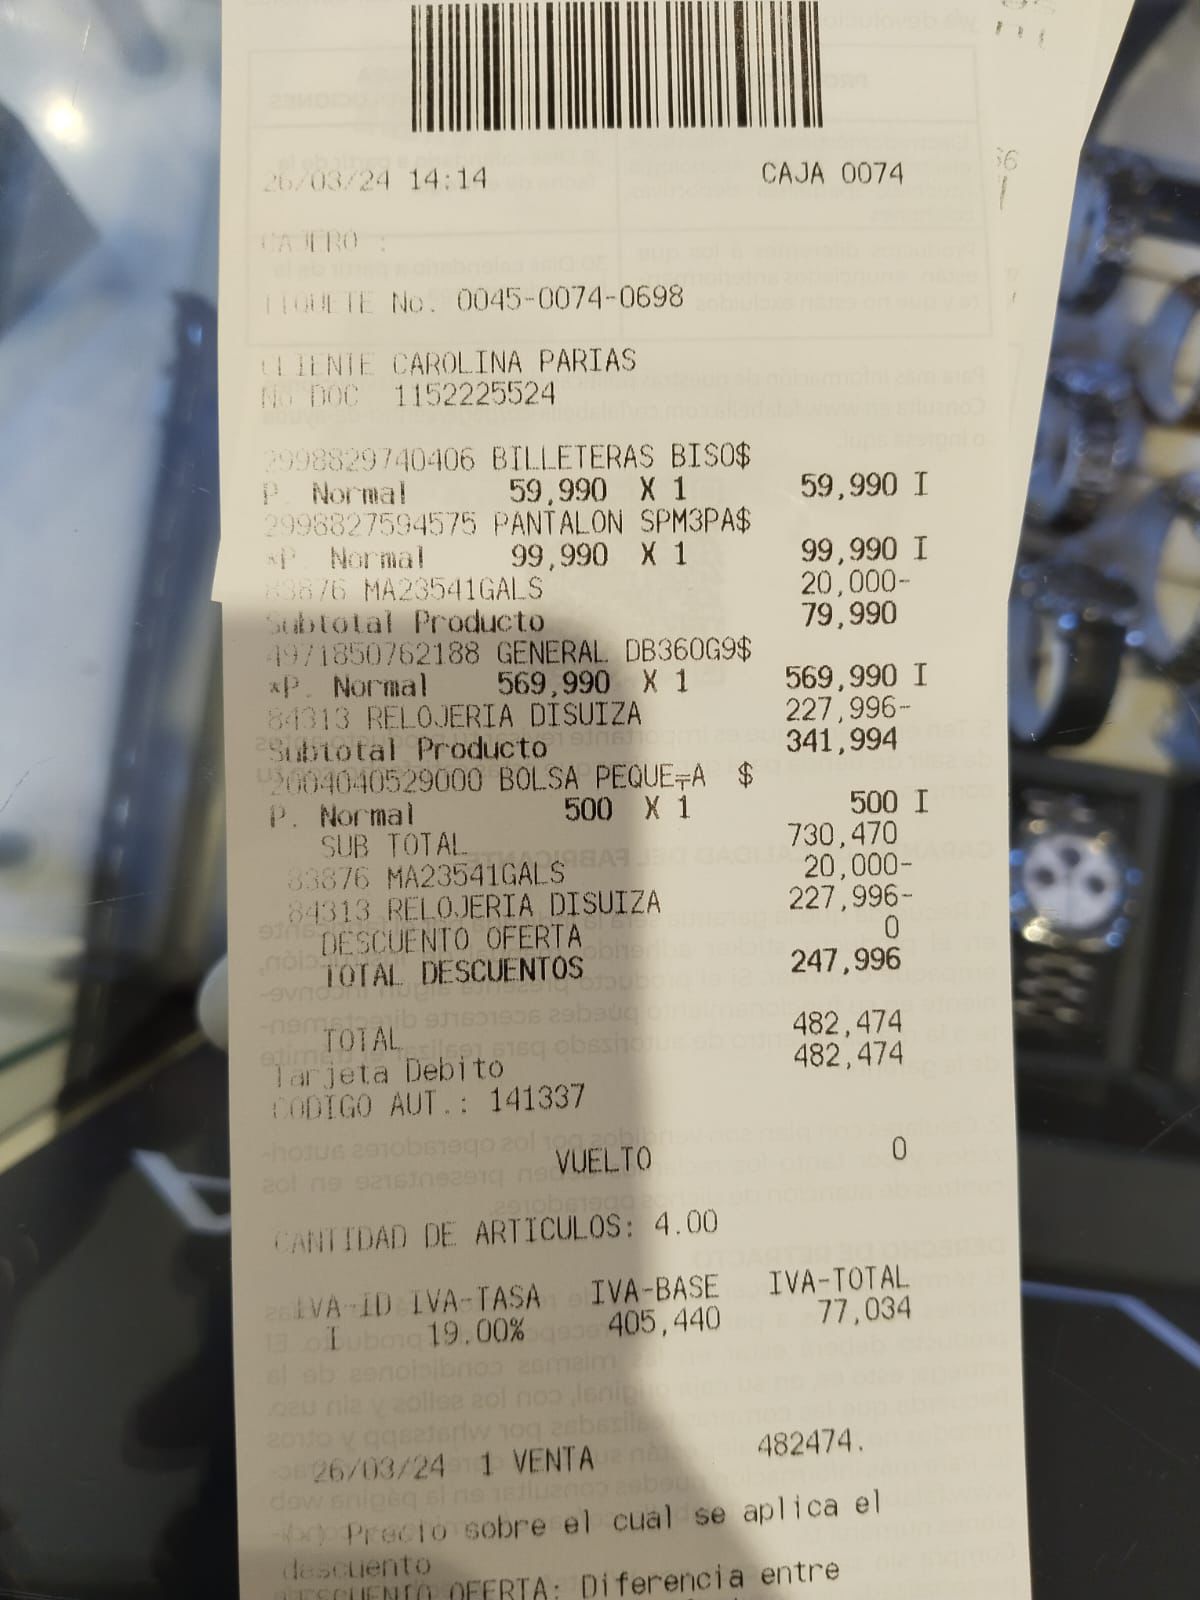 26/03/24 14:14 CAJA 0074
CAJERO :
TIQUETE No. 0045-0074-0698
CLIENTE CAROLINA PARIAS
No DOC 1152225524
2998829740406 BILLETERAS BISO$
P. Normal 59,990 X 1 59,990 I
2998827594575 PANTALON SPM3PA$
*P. Normal 99,990 X 1 99,990 I
83876 MA23541GALS 20,000-
Subtotal Producto 79,990
4971850762188 GENERAL DB360G9$
*P. Normal 569,990 X 1 569,990 I
84313 RELOJERIA DISUIZA 227,996-
Subtotal Producto 341,994
2004040529000 BOLSA PEQUE╤A $
P. Normal 500 X 1 500 I
SUB TOTAL 730,470
83876 MA23541GALS 20,000-
84313 RELOJERIA DISUIZA 227,996-
DESCUENTO OFERTA 0
TOTAL DESCUENTOS 247,996
TOTAL 482,474
Tarjeta Debito 482,474
CODIGO AUT.: 141337
VUELTO 0
CANTIDAD DE ARTICULOS: 4.00
IVA-ID IVA-TASA IVA-BASE IVA-TOTAL
I 19.00% 405,440 77,034
26/03/24 1 VENTA 482474.
Precio sobre el cual se aplica el
descuento
DESCUENTO OFERTA: Diferencia entre